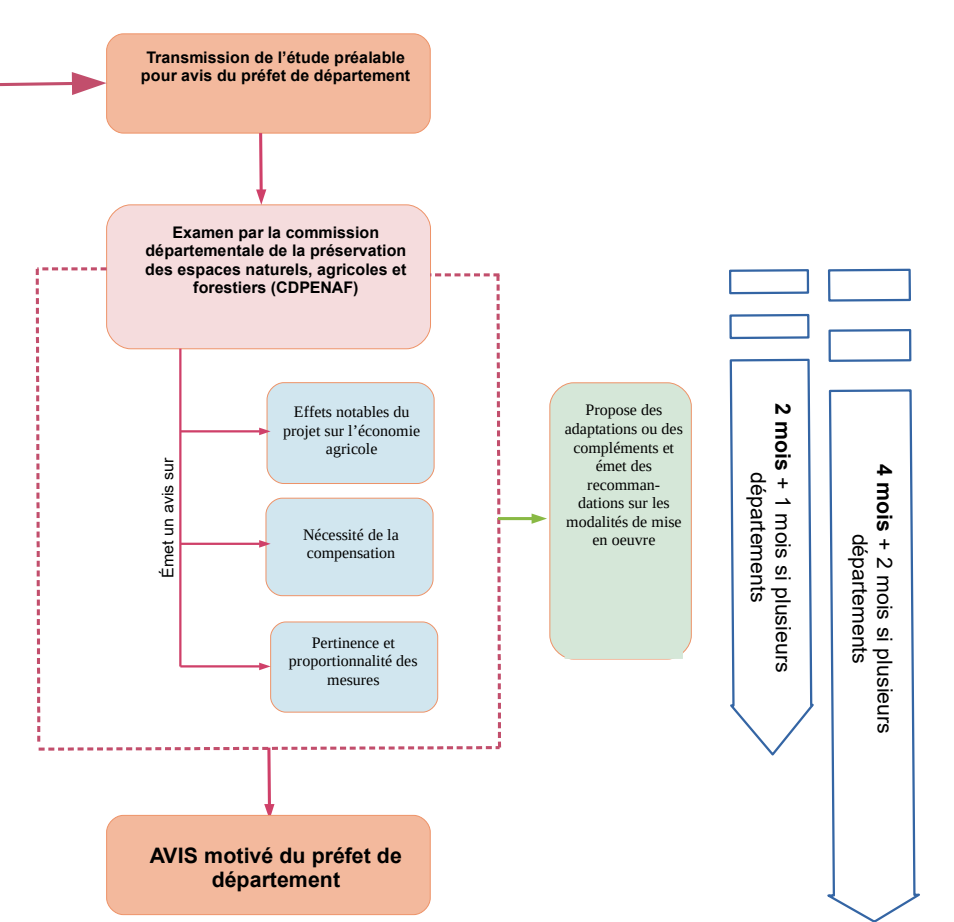 Transmission de l’étude préalable
pour avis du préfet de département
Examen par la commission
départementale de la préservation
des espaces naturels, agricoles et
forestiers (CDPENAF)
Émet un avis sur
Effets notables du
projet sur l’économie
agricole
Nécessité de la
compensation
Pertinence et
proportionnalité des
mesures
Propose des
adaptations ou des
compléments et
émet des
recomman-
dations sur les
modalités de mise
en oeuvre
2 mois + 1 mois si plusieurs
départements
4 mois + 2 mois si plusieurs
départements
AVIS motivé du préfet de
département